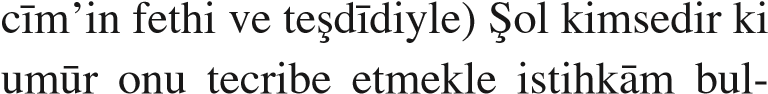 cīm’in fethi ve teşdīdiyle) Şol kimsedir ki
umūr onu tecribe etmekle istihkām bul-